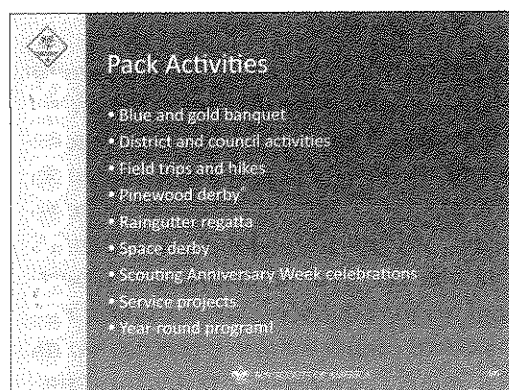 Pack Activities
• Blue and gold banquet
• District and council activities
• Field trips and hikes
• Pinewood derby®
• Raingutter regatta
• Space derby
• Scouting Anniversary Week celebrations
• Service projects
• Year round program!